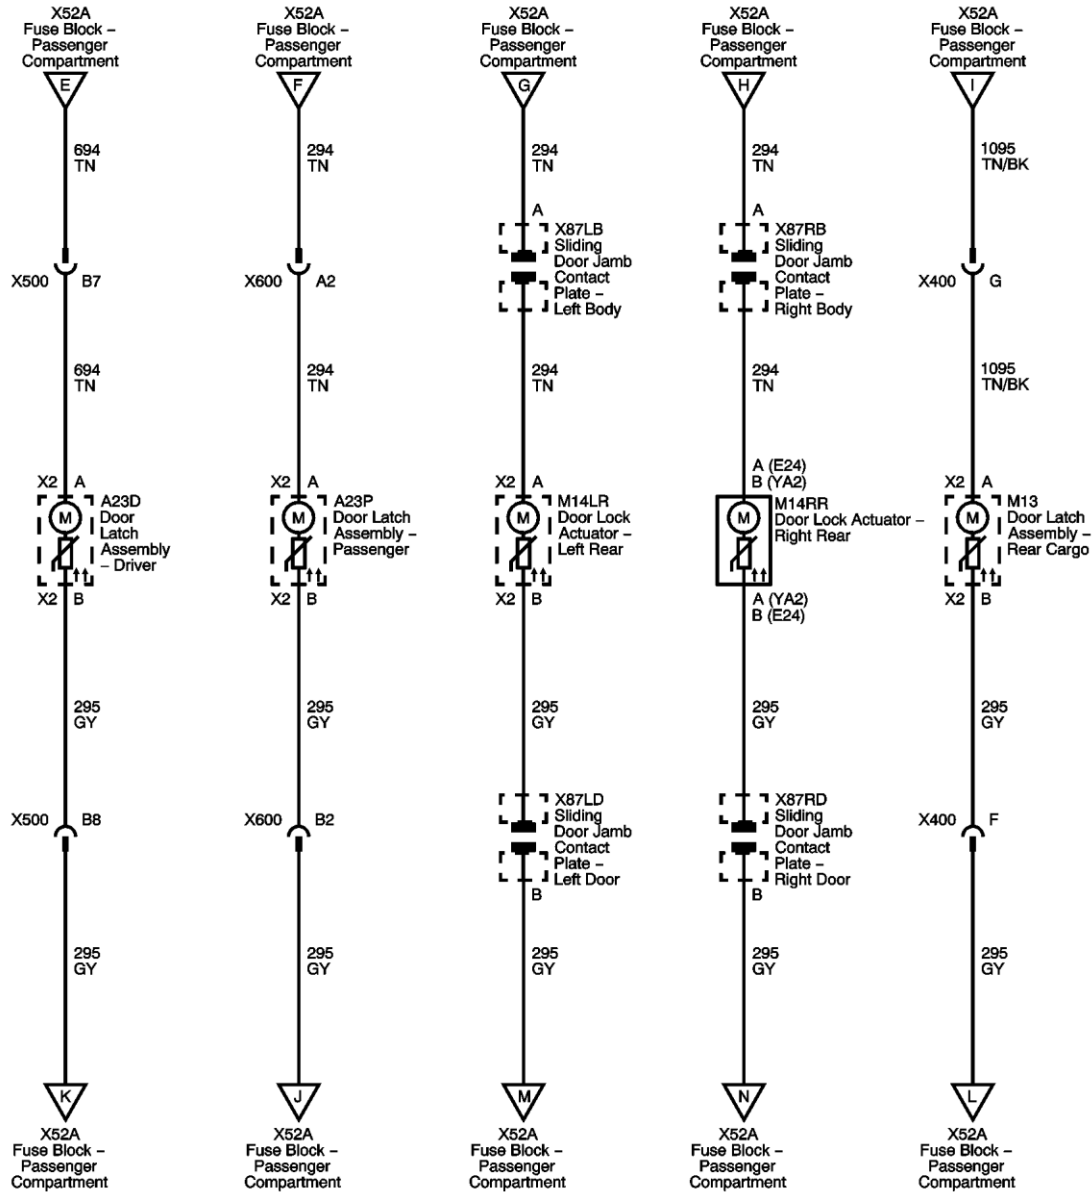 X52A
Fuse Block –
Passenger
Compartment
X52A
Fuse Block –
Passenger
Compartment
X52A
Fuse Block –
Passenger
Compartment
X52A
Fuse Block –
Passenger
Compartment
X52A
Fuse Block –
Passenger
Compartment
E
F
G
H
I
694
TN
294
TN
294
TN
294
TN
1095
TN/BK
A
X87LB
Sliding
Door Jamb
Contact
Plate –
Left Body
A
X87RB
Sliding
Door Jamb
Contact
Plate –
Right Body
X500 B7
X600 A2
X400 G
694
TN
294
TN
294
TN
294
TN
1095
TN/BK
X2 A
A23D
Door
Latch
Assembly
– Driver
M
X2 B
X2 A
A23P
Door Latch
Assembly –
Passenger
M
X2 B
X2 A
M14LR
Door Lock
Actuator –
Left Rear
M
X2 B
A (E24)
B (YA2)
M14RR
Door Lock Actuator –
Right Rear
M
A (YA2)
B (E24)
X2 A
M13
Door Latch
Assembly –
Rear Cargo
M
X2 B
295
GY
295
GY
295
GY
295
GY
295
GY
X500 B8
X600 B2
X87LD
Sliding
Door Jamb
Contact
Plate –
Left Door
B
X87RD
Sliding
Door Jamb
Contact
Plate –
Right Door
B
X400 F
295
GY
295
GY
295
GY
295
GY
295
GY
K
J
M
N
L
X52A
Fuse Block –
Passenger
Compartment
X52A
Fuse Block –
Passenger
Compartment
X52A
Fuse Block –
Passenger
Compartment
X52A
Fuse Block –
Passenger
Compartment
X52A
Fuse Block –
Passenger
Compartment